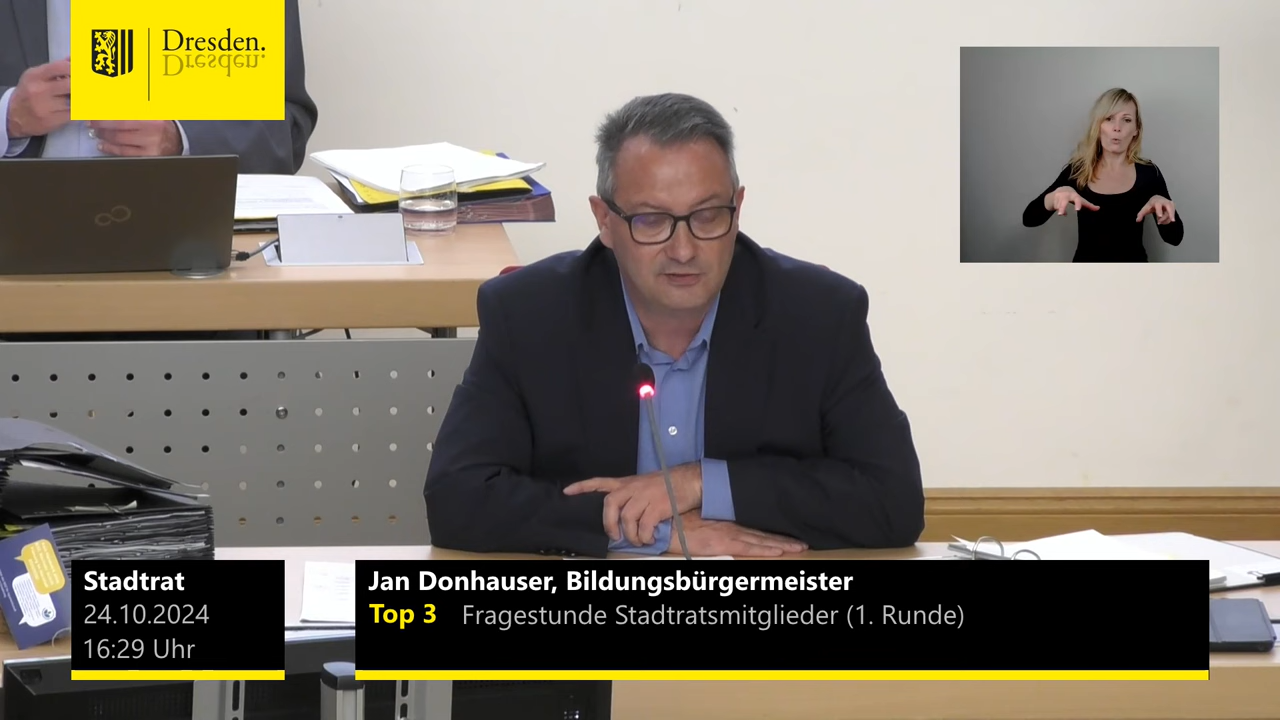 Dresden.
Dresden.
Stadtrat
24.10.2024
16:29 Uhr
Jan Donhauser, Bildungsbürgermeister
Top 3 Fragestunde Stadtratsmitglieder (1. Runde)